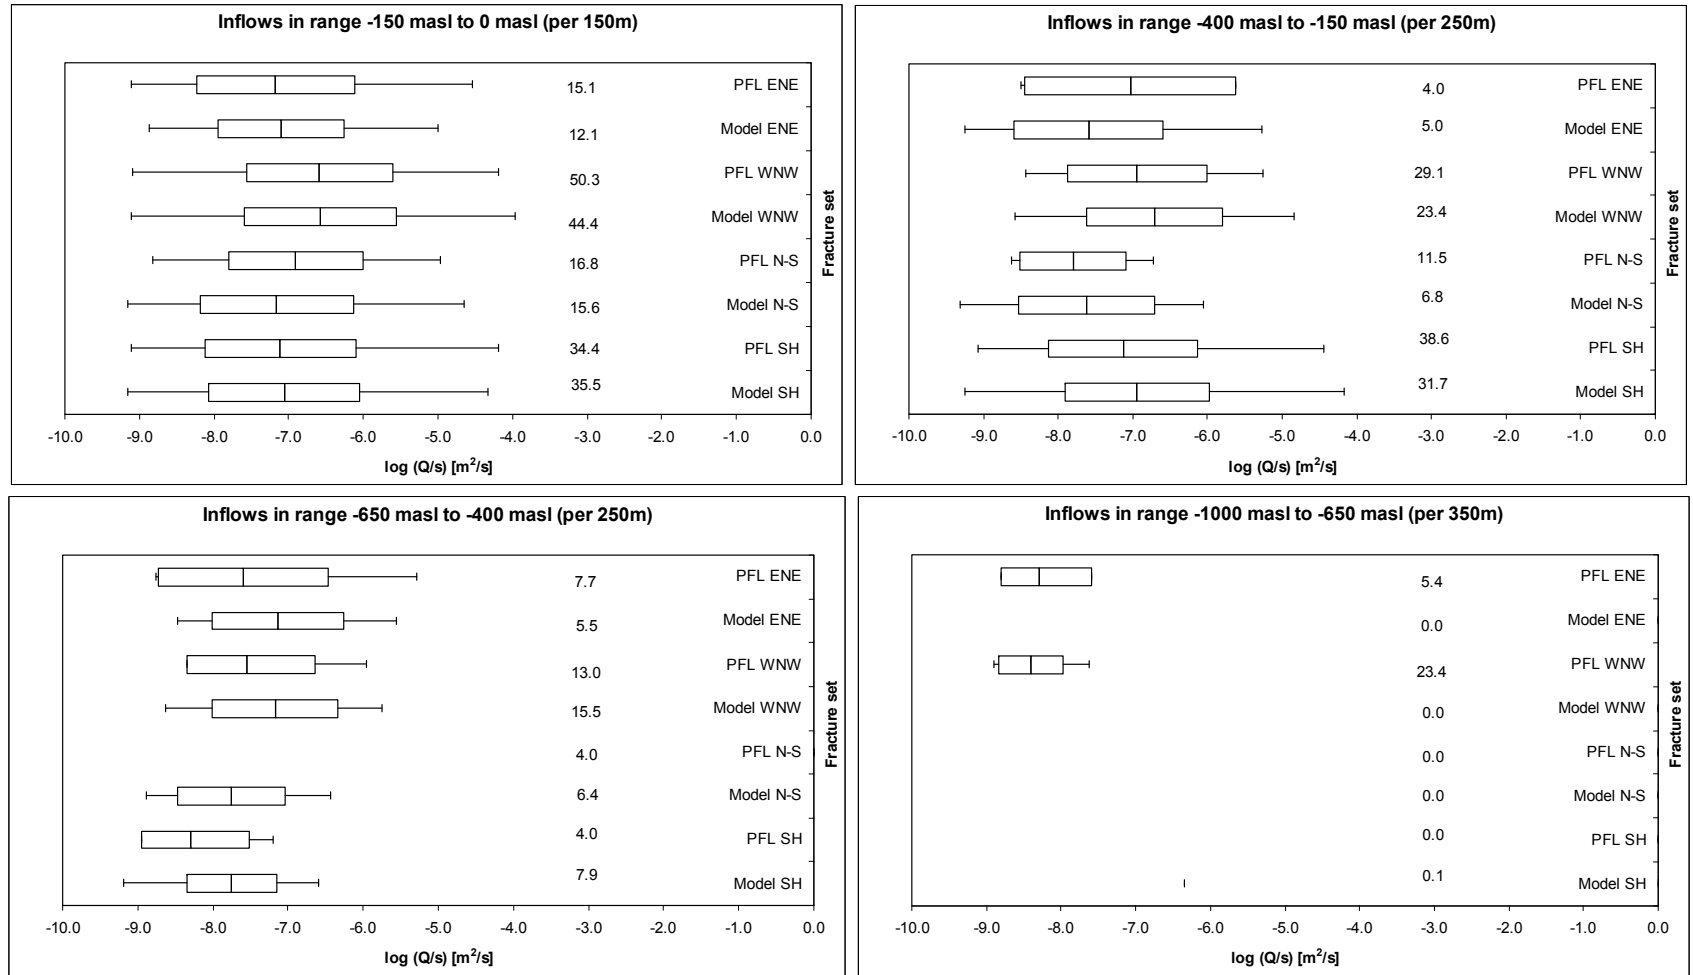 Inflows in range -150 masl to 0 masl (per 150m)
15.1 PFL ENE
12.1 Model ENE
50.3 PFL WNW
44.4 Model WNW
16.8 PFL N-S
15.6 Model N-S
34.4 PFL SH
35.5 Model SH
Fracture set
-10.0 -9.0 -8.0 -7.0 -6.0 -5.0 -4.0 -3.0 -2.0 -1.0 0.0
log (Q/s) [m²/s]
Inflows in range -400 masl to -150 masl (per 250m)
4.0 PFL ENE
5.0 Model ENE
29.1 PFL WNW
23.4 Model WNW
11.5 PFL N-S
6.8 Model N-S
38.6 PFL SH
31.7 Model SH
Fracture set
-10.0 -9.0 -8.0 -7.0 -6.0 -5.0 -4.0 -3.0 -2.0 -1.0 0.0
log (Q/s) [m²/s]
Inflows in range -650 masl to -400 masl (per 250m)
7.7 PFL ENE
5.5 Model ENE
13.0 PFL WNW
15.5 Model WNW
4.0 PFL N-S
6.4 Model N-S
4.0 PFL SH
7.9 Model SH
Fracture set
-10.0 -9.0 -8.0 -7.0 -6.0 -5.0 -4.0 -3.0 -2.0 -1.0 0.0
log (Q/s) [m²/s]
Inflows in range -1000 masl to -650 masl (per 350m)
5.4 PFL ENE
0.0 Model ENE
23.4 PFL WNW
0.0 Model WNW
0.0 PFL N-S
0.0 Model N-S
0.0 PFL SH
0.1 Model SH
Fracture set
-10.0 -9.0 -8.0 -7.0 -6.0 -5.0 -4.0 -3.0 -2.0 -1.0 0.0
log (Q/s) [m²/s]